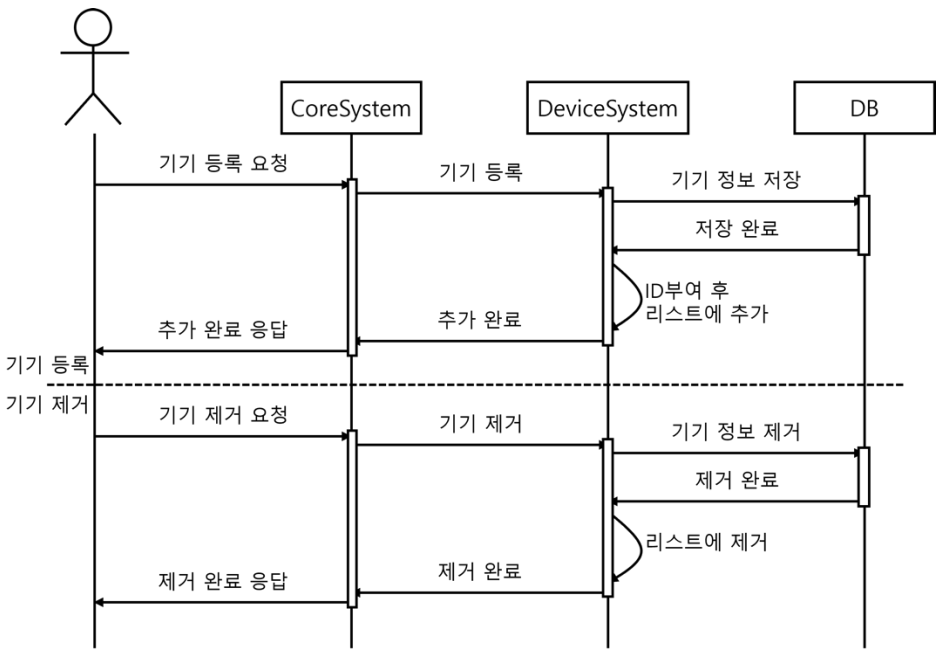 CoreSystem
DeviceSystem
DB
기기 등록 요청
기기 등록
기기 정보 저장
저장 완료
ID부여 후
리스트에 추가
추가 완료
추가 완료 응답
기기 등록
기기 제거
기기 제거 요청
기기 제거
기기 정보 제거
제거 완료
리스트에 제거
제거 완료
제거 완료 응답